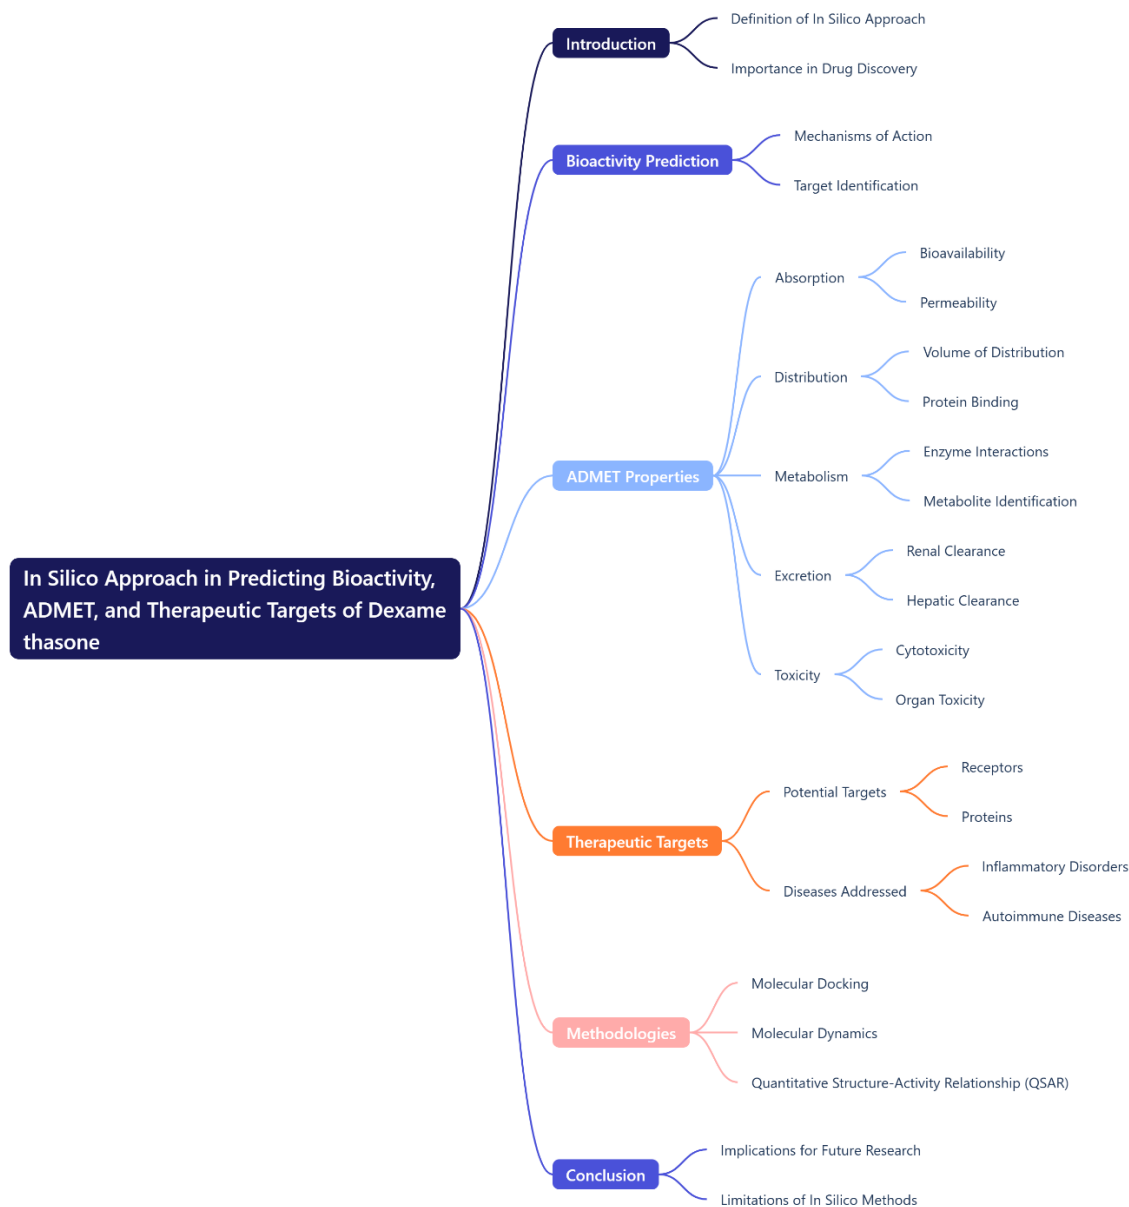 In Silico Approach in Predicting Bioactivity,
ADMET, and Therapeutic Targets of Dexame
thasone
Introduction
Definition of In Silico Approach
Importance in Drug Discovery
Bioactivity Prediction
Mechanisms of Action
Target Identification
ADMET Properties
Absorption
Bioavailability
Permeability
Distribution
Volume of Distribution
Protein Binding
Metabolism
Enzyme Interactions
Metabolite Identification
Excretion
Renal Clearance
Hepatic Clearance
Toxicity
Cytotoxicity
Organ Toxicity
Therapeutic Targets
Potential Targets
Receptors
Proteins
Diseases Addressed
Inflammatory Disorders
Autoimmune Diseases
Methodologies
Molecular Docking
Molecular Dynamics
Quantitative Structure-Activity Relationship (QSAR)
Conclusion
Implications for Future Research
Limitations of In Silico Methods